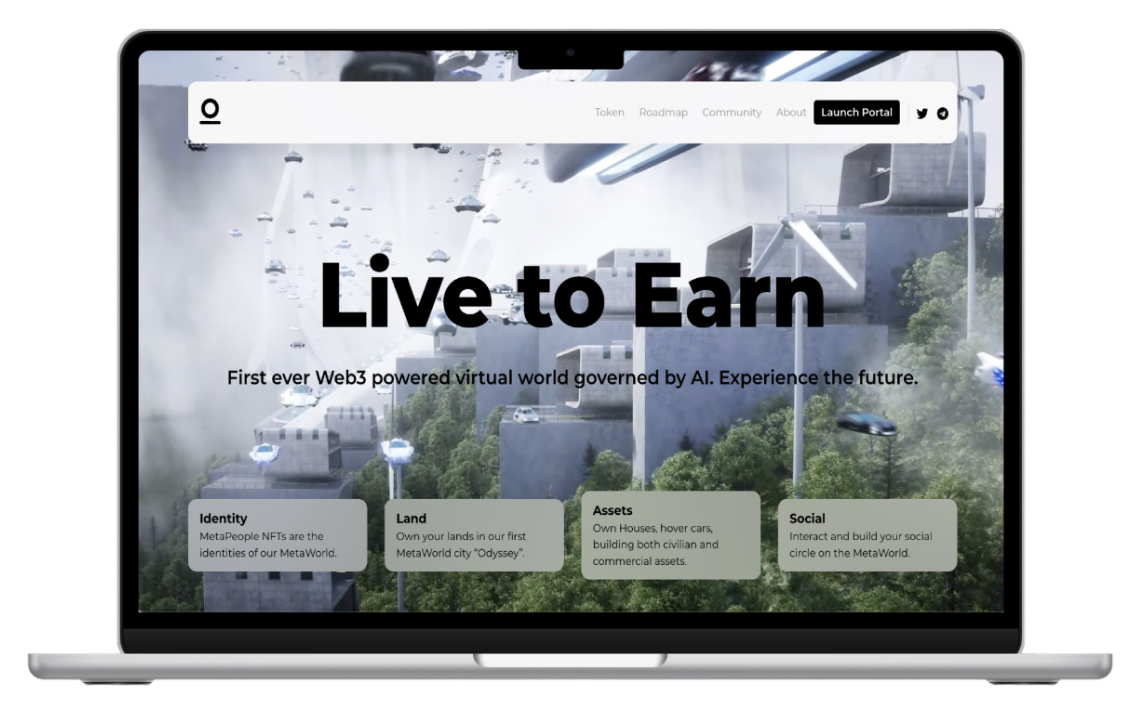 O
Token Roadmap Community About Launch Portal
Live to Earn
First ever Web3 powered virtual world governed by AI. Experience the future.
Identity
MetaPeople NFTs are the
identities of our MetaWorld.
Land
Own your lands in our first
MetaWorld city “Odyssey”.
Assets
Own Houses, hover cars,
building both civilian and
commercial assets.
Social
Interact and build your social
circle on the MetaWorld.